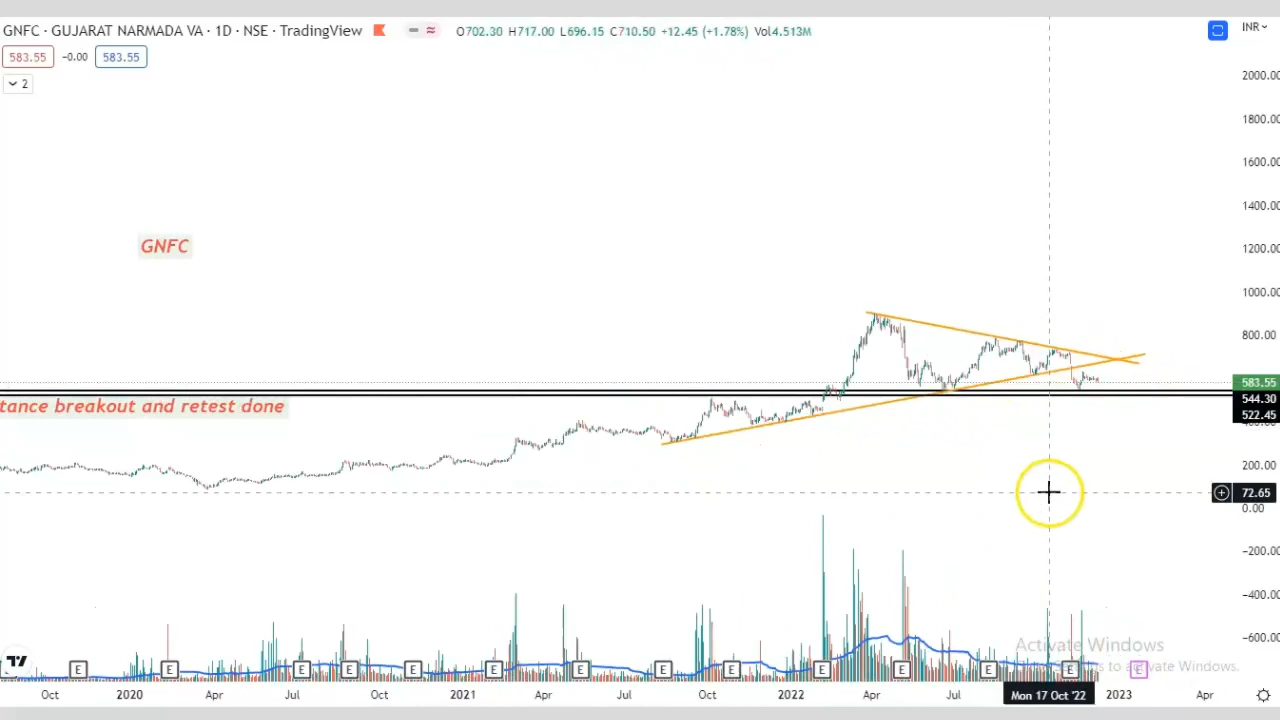 GNFC · GUJARAT NARMADA VA · 1D · NSE · TradingView O702.30 H717.00 L696.15 C710.50 +12.45 (+1.78%) Vol4.513M INR
583.55 −0.00 583.55
2
2000.00
1800.00
1600.00
1400.00
GNFC
1200.00
1000.00
800.00
583.55
544.30
tance breakout and retest done
522.45
200.00
72.65
0.00
−200.00
−400.00
−600.00
Activate Windows
E E E E E E E E E E E E E E E
Oct 2020 Apr Jul Oct 2021 Apr Jul Oct 2022 Apr Jul Mon 17 Oct '22 2023 Apr